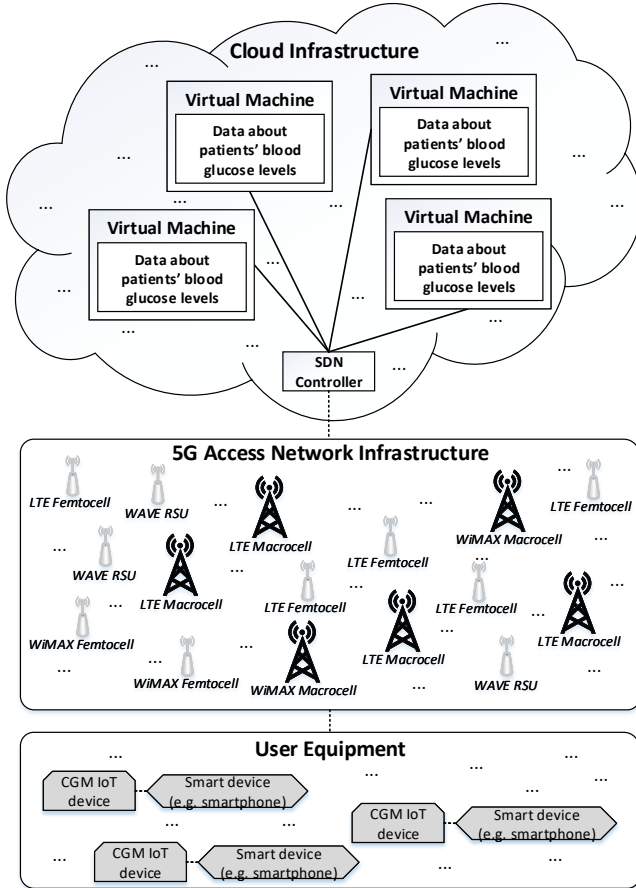 Cloud Infrastructure
...
...
Virtual Machine
Data about
patients' blood
glucose levels
Virtual Machine
Data about
patients' blood
glucose levels
...
...
...
...
...
Virtual Machine
Data about
patients' blood
glucose levels
Virtual Machine
Data about
patients' blood
glucose levels
...
...
...
...
...
SDN
Controller
...
5G Access Network Infrastructure
LTE Femtocell
WAVE RSU
...
LTE Macrocell
...
WiMAX Macrocell
...
LTE Femtocell
...
WAVE RSU
LTE Macrocell
...
LTE Femtocell
LTE Femtocell
...
LTE Femtocell
...
LTE Macrocell
WiMAX Femtocell
...
...
WiMAX Femtocell
...
WiMAX Macrocell
LTE Macrocell
...
WAVE RSU
...
User Equipment
...
...
...
CGM IoT
device
Smart device
(e.g. smartphone)
...
...
...
CGM IoT
device
Smart device
(e.g. smartphone)
...
...
...
CGM IoT
device
Smart device
(e.g. smartphone)
...
...